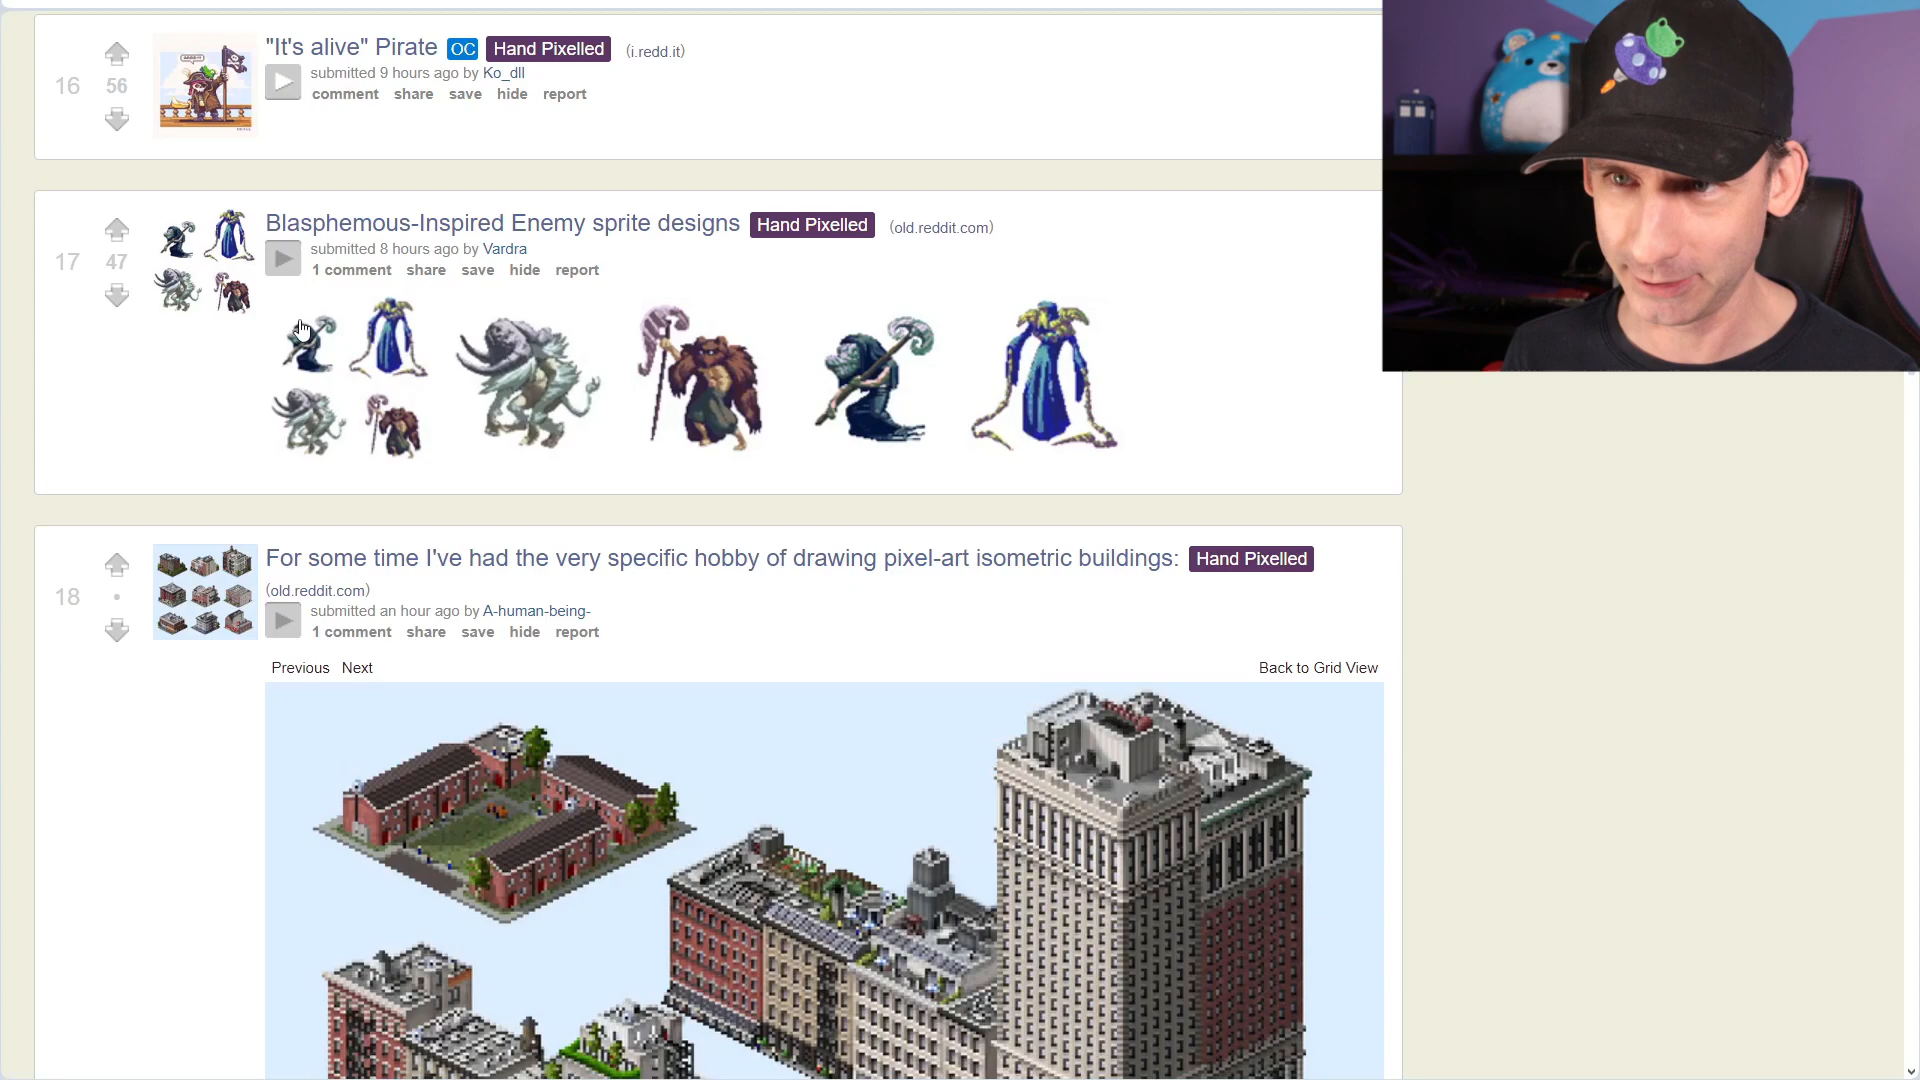 16
56
"It's alive" Pirate OC Hand Pixelled (i.redd.it)
submitted 9 hours ago by Ko_dll
comment share save hide report
17
47
Blasphemous-Inspired Enemy sprite designs Hand Pixelled (old.reddit.com)
submitted 8 hours ago by Vardra
1 comment share save hide report
18
•
For some time I've had the very specific hobby of drawing pixel-art isometric buildings: Hand Pixelled
(old.reddit.com)
submitted an hour ago by A-human-being-
1 comment share save hide report
Previous Next Back to Grid View